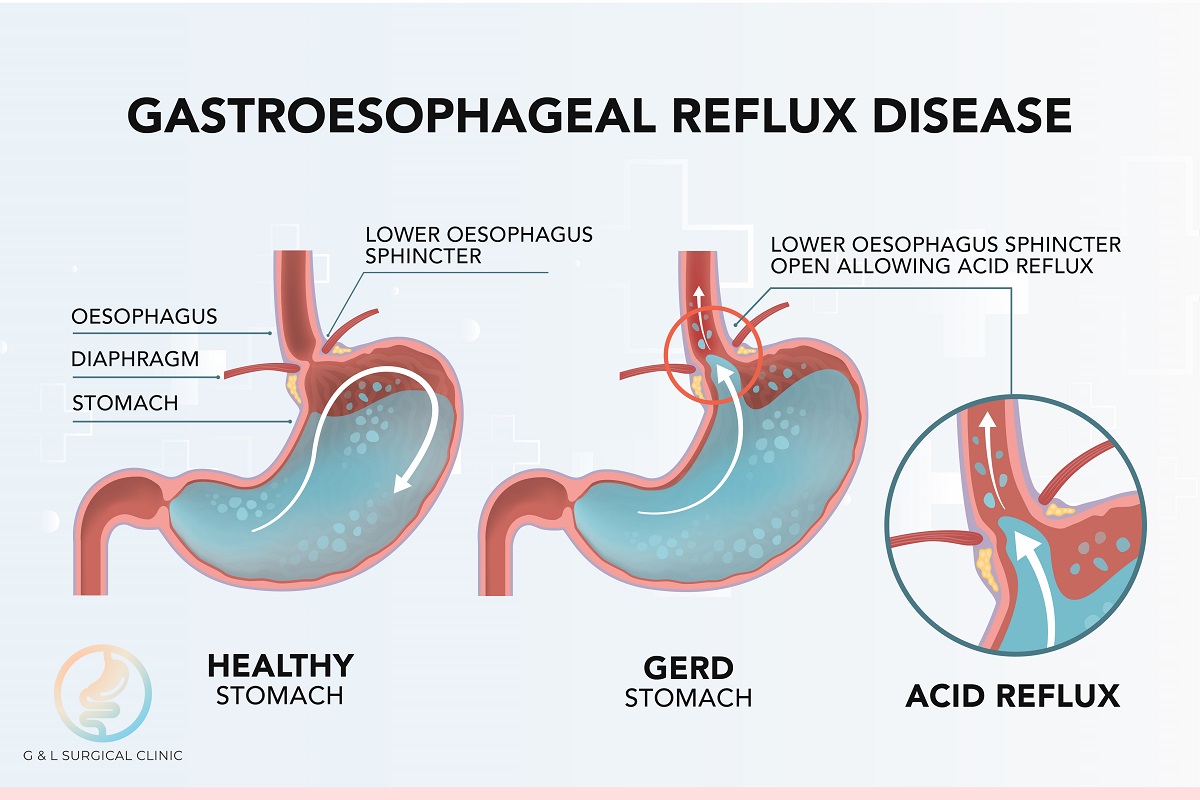 GASTROESOPHAGEAL REFLUX DISEASE
LOWER OESOPHAGUS
SPHINCTER
OESOPHAGUS
DIAPHRAGM
STOMACH
LOWER OESOPHAGUS SPHINCTER
OPEN ALLOWING ACID REFLUX
HEALTHY
STOMACH
GERD
STOMACH
ACID REFLUX
G & L SURGICAL CLINIC